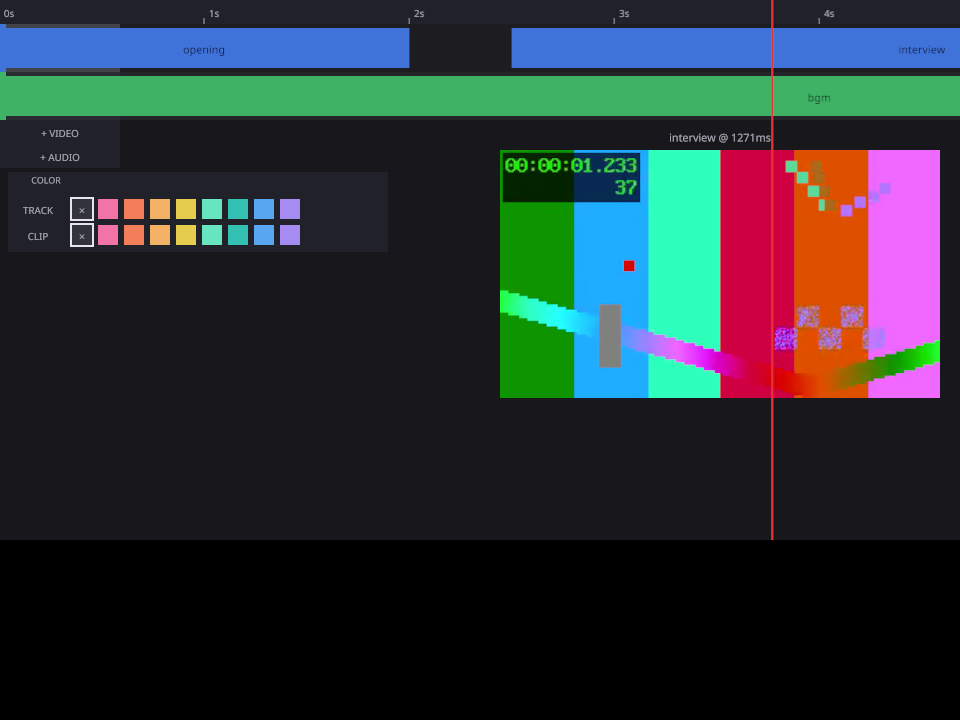 0s 1s 2s 3s 4s
opening interview
bgm
+ VIDEO
+ AUDIO
interview @ 1271ms
00:00:01.233
37
COLOR
TRACK ×
CLIP ×